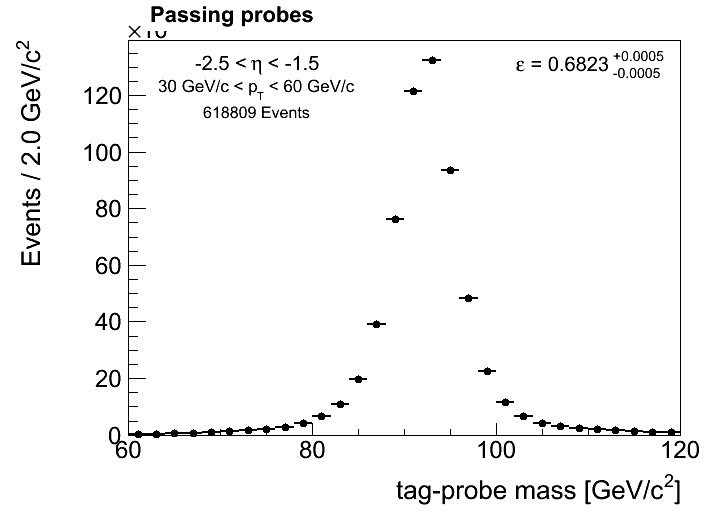 Passing probes
×10
-2.5 < η < -1.5
30 GeV/c < p_T < 60 GeV/c
618809 Events
ε = 0.6823 +0.0005 -0.0005
Events / 2.0 GeV/c²
120
100
80
60
40
20
0
60 80 100 120
tag-probe mass [GeV/c²]